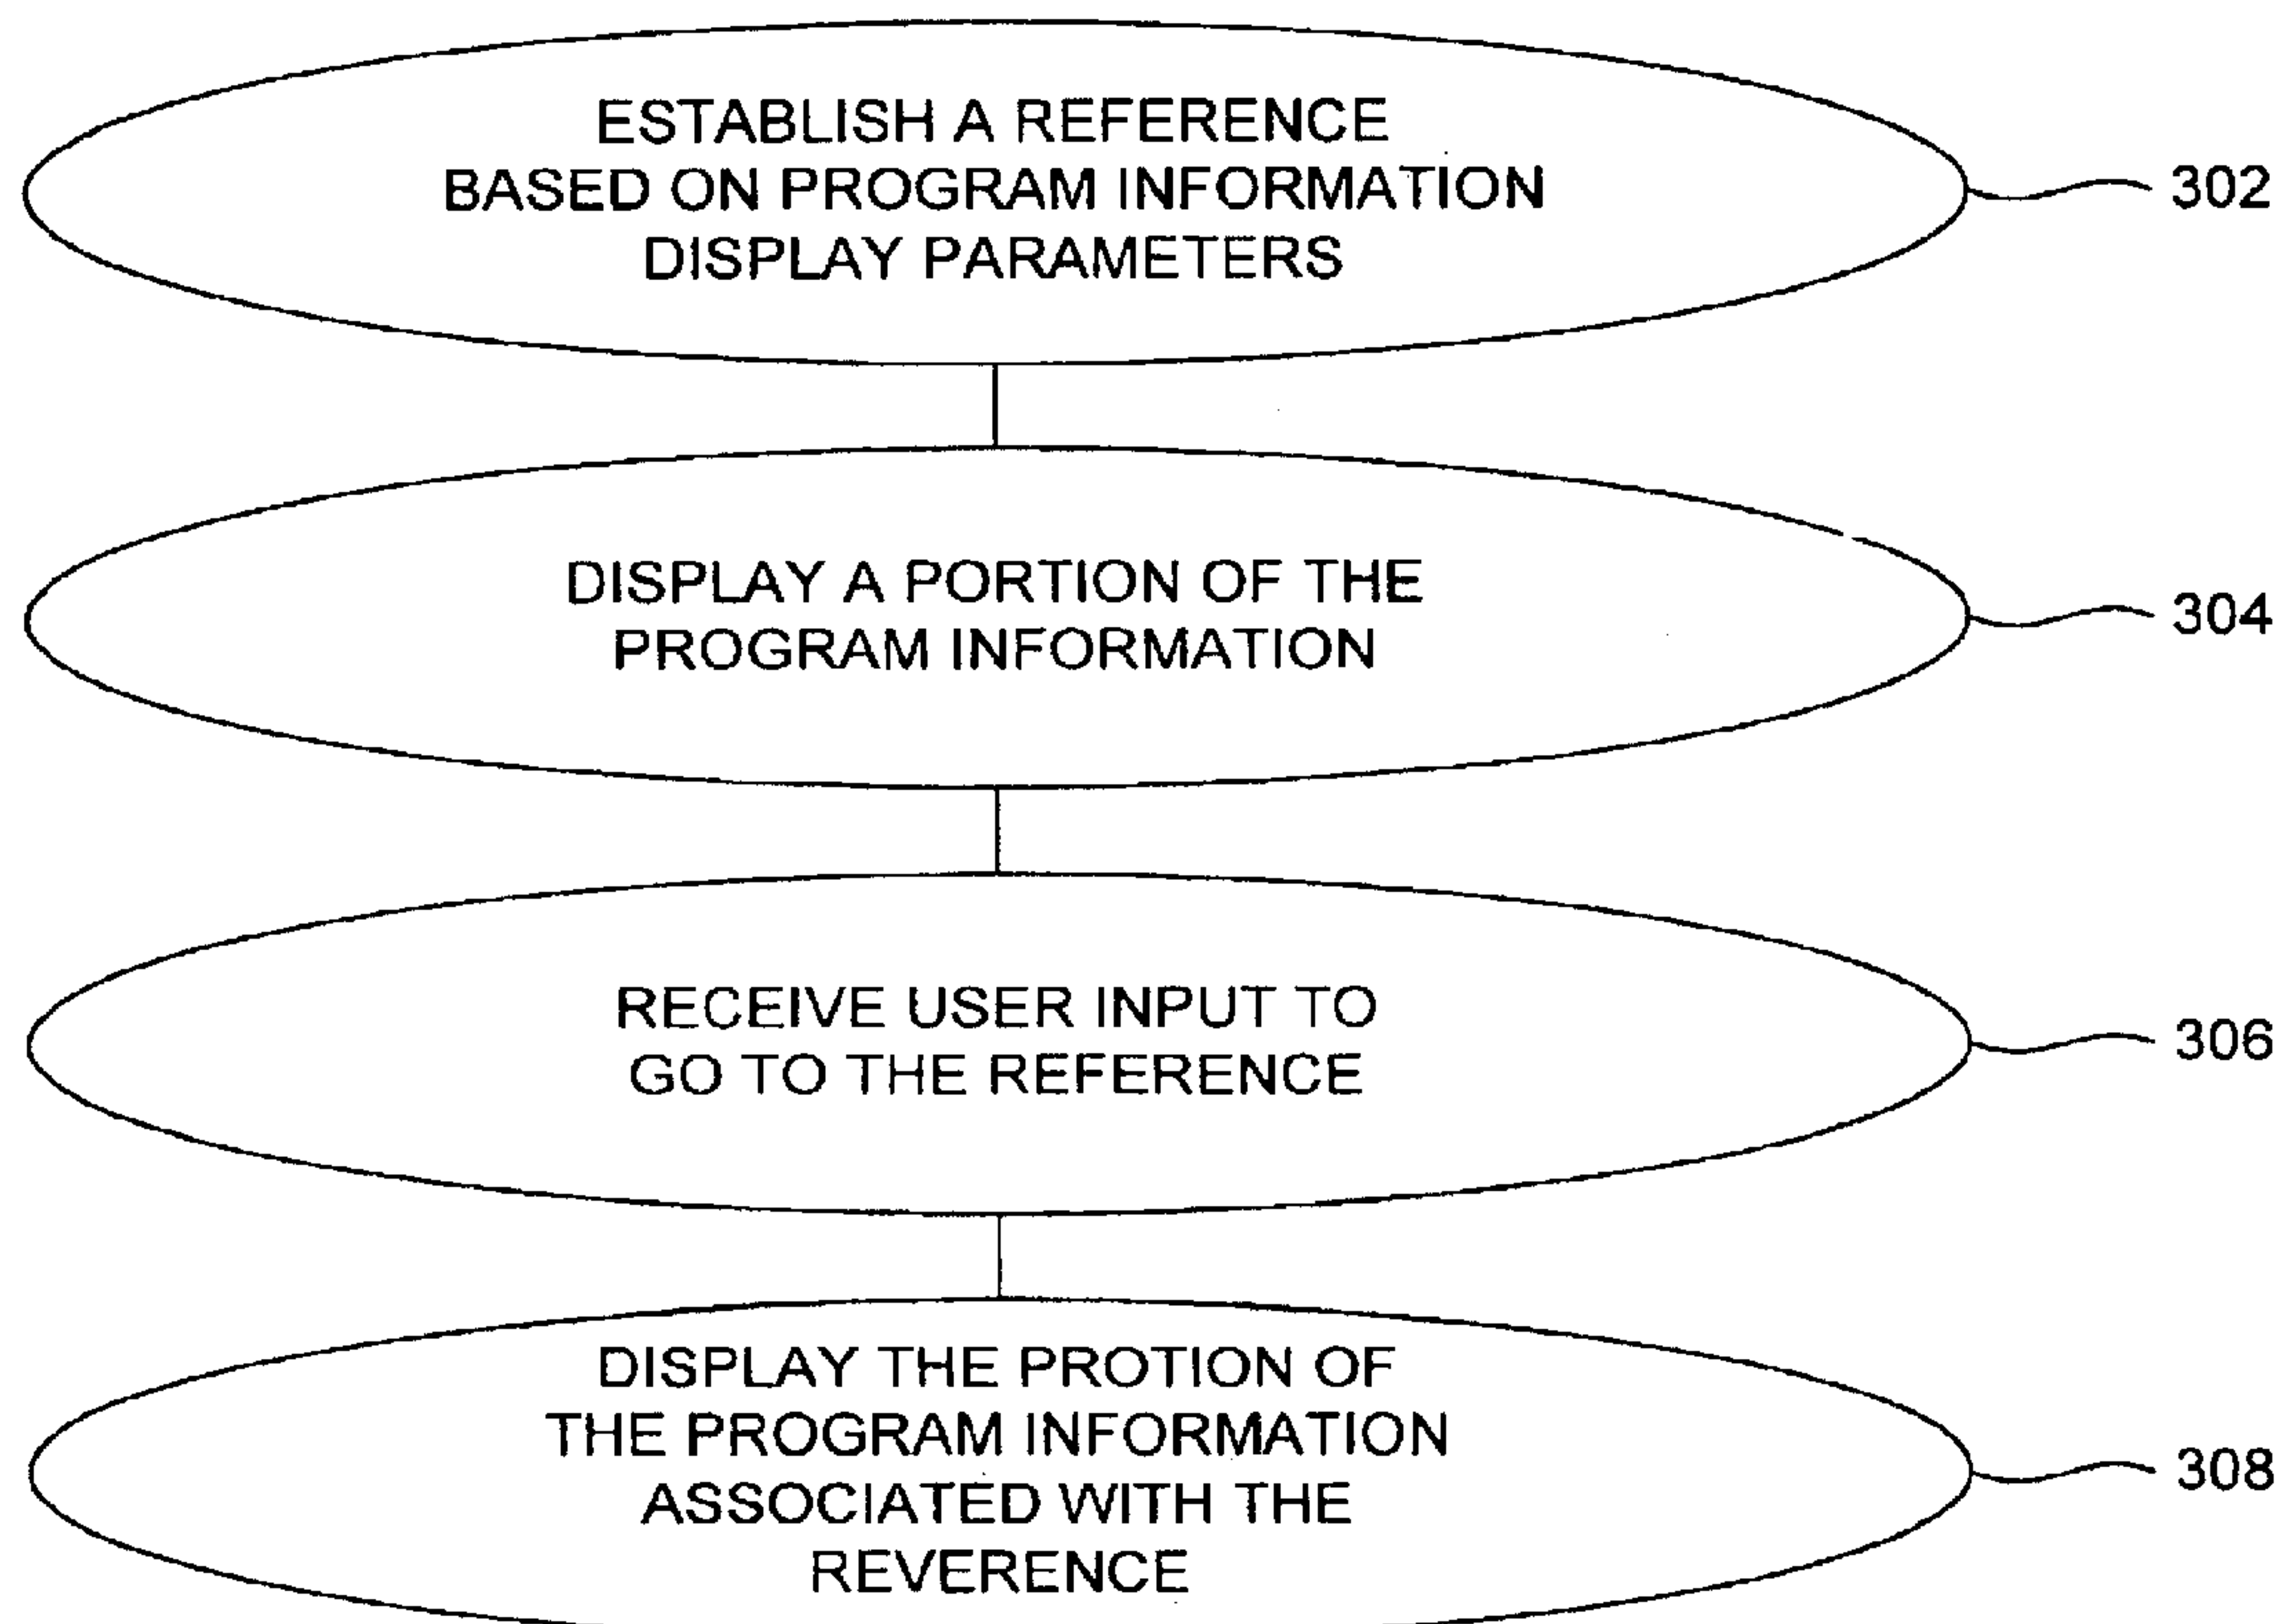 ESTABLISH A REFERENCE
BASED ON PROGRAM INFORMATION
DISPLAY PARAMETERS
302
DISPLAY A PORTION OF THE
PROGRAM INFORMATION
304
RECEIVE USER INPUT TO
GO TO THE REFERENCE
306
DISPLAY THE PROTION OF
THE PROGRAM INFORMATION
ASSOCIATED WITH THE
REVERENCE
308